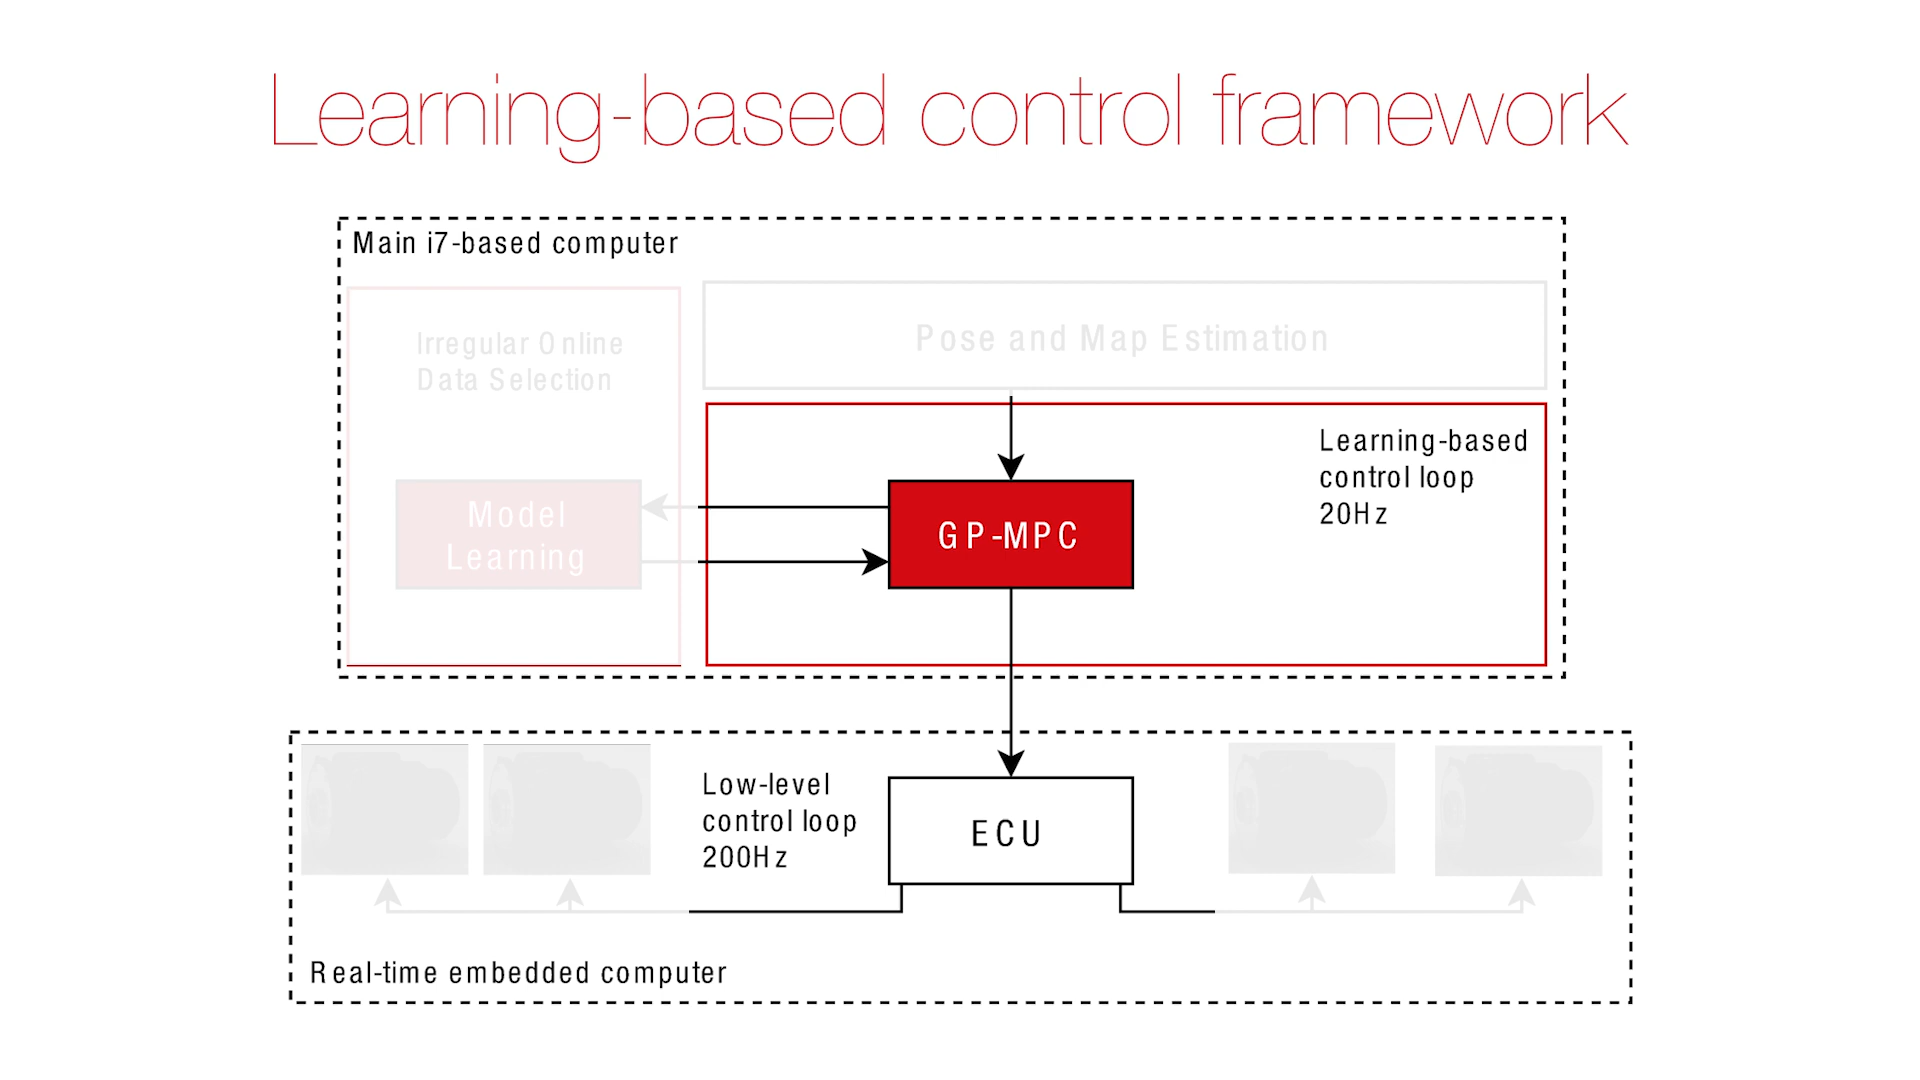 Learning-based control framework
Main i7-based computer
Irregular Online
Data Selection
Pose and Map Estimation
Learning-based
control loop
20Hz
Model
Learning
GP-MPC
Low-level
control loop
200Hz
ECU
Real-time embedded computer